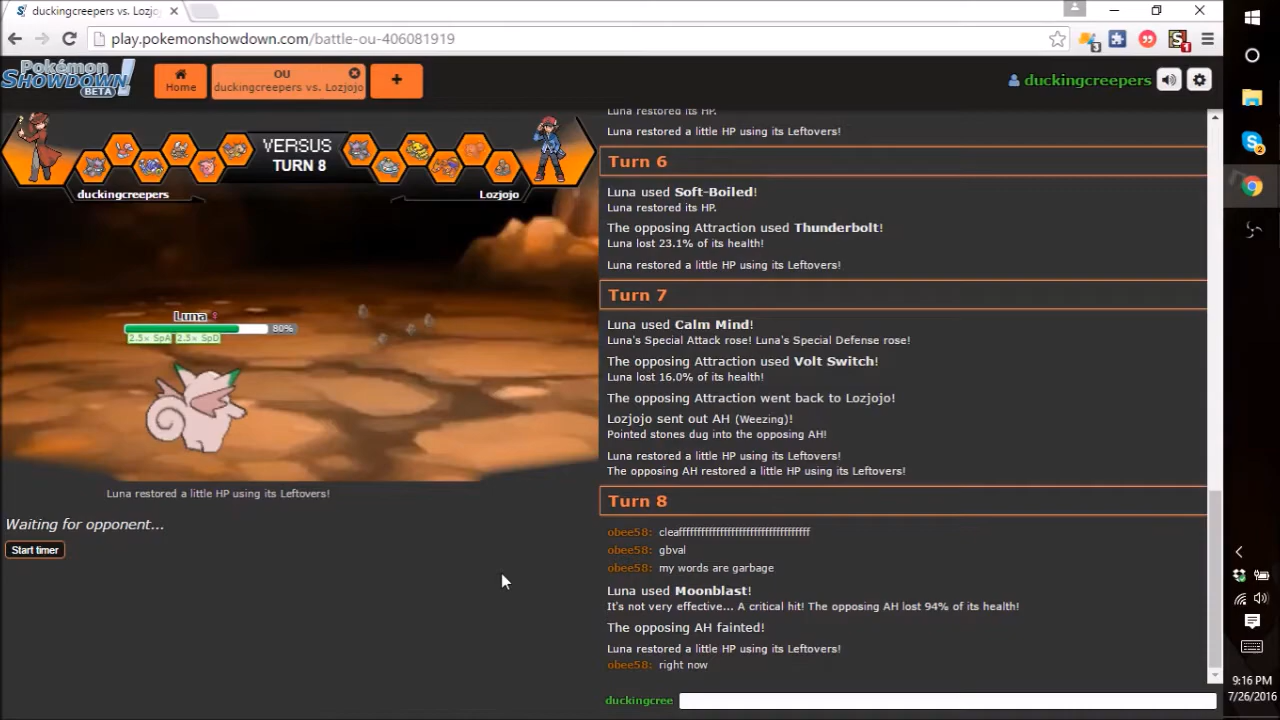 duckingcreepers vs. Lozjo
play.pokemonshowdown.com/battle-ou-406081919
3
1
Pokémon
SHOWDOWN!
BETA
Home
OU
duckingcreepers vs. Lozjojo
duckingcreepers
VERSUS
TURN 8
duckingcreepers
Lozjojo
Luna
80%
2.5× SpA 2.5× SpD
Luna restored a little HP using its Leftovers!
Waiting for opponent...
Start timer
Luna restored its HP.
Luna restored a little HP using its Leftovers!
Turn 6
Luna used Soft-Boiled!
Luna restored its HP.
The opposing Attraction used Thunderbolt!
Luna lost 23.1% of its health!
Luna restored a little HP using its Leftovers!
Turn 7
Luna used Calm Mind!
Luna's Special Attack rose! Luna's Special Defense rose!
The opposing Attraction used Volt Switch!
Luna lost 16.0% of its health!
The opposing Attraction went back to Lozjojo!
Lozjojo sent out AH (Weezing)!
Pointed stones dug into the opposing AH!
Luna restored a little HP using its Leftovers!
The opposing AH restored a little HP using its Leftovers!
Turn 8
obee58: cleaffffffffffffffffffffffffffffffffffff
obee58: gbval
obee58: my words are garbage
Luna used Moonblast!
It's not very effective... A critical hit! The opposing AH lost 94% of its health!
The opposing AH fainted!
Luna restored a little HP using its Leftovers!
obee58: right now
duckingcree
2
9:16 PM
7/26/2016